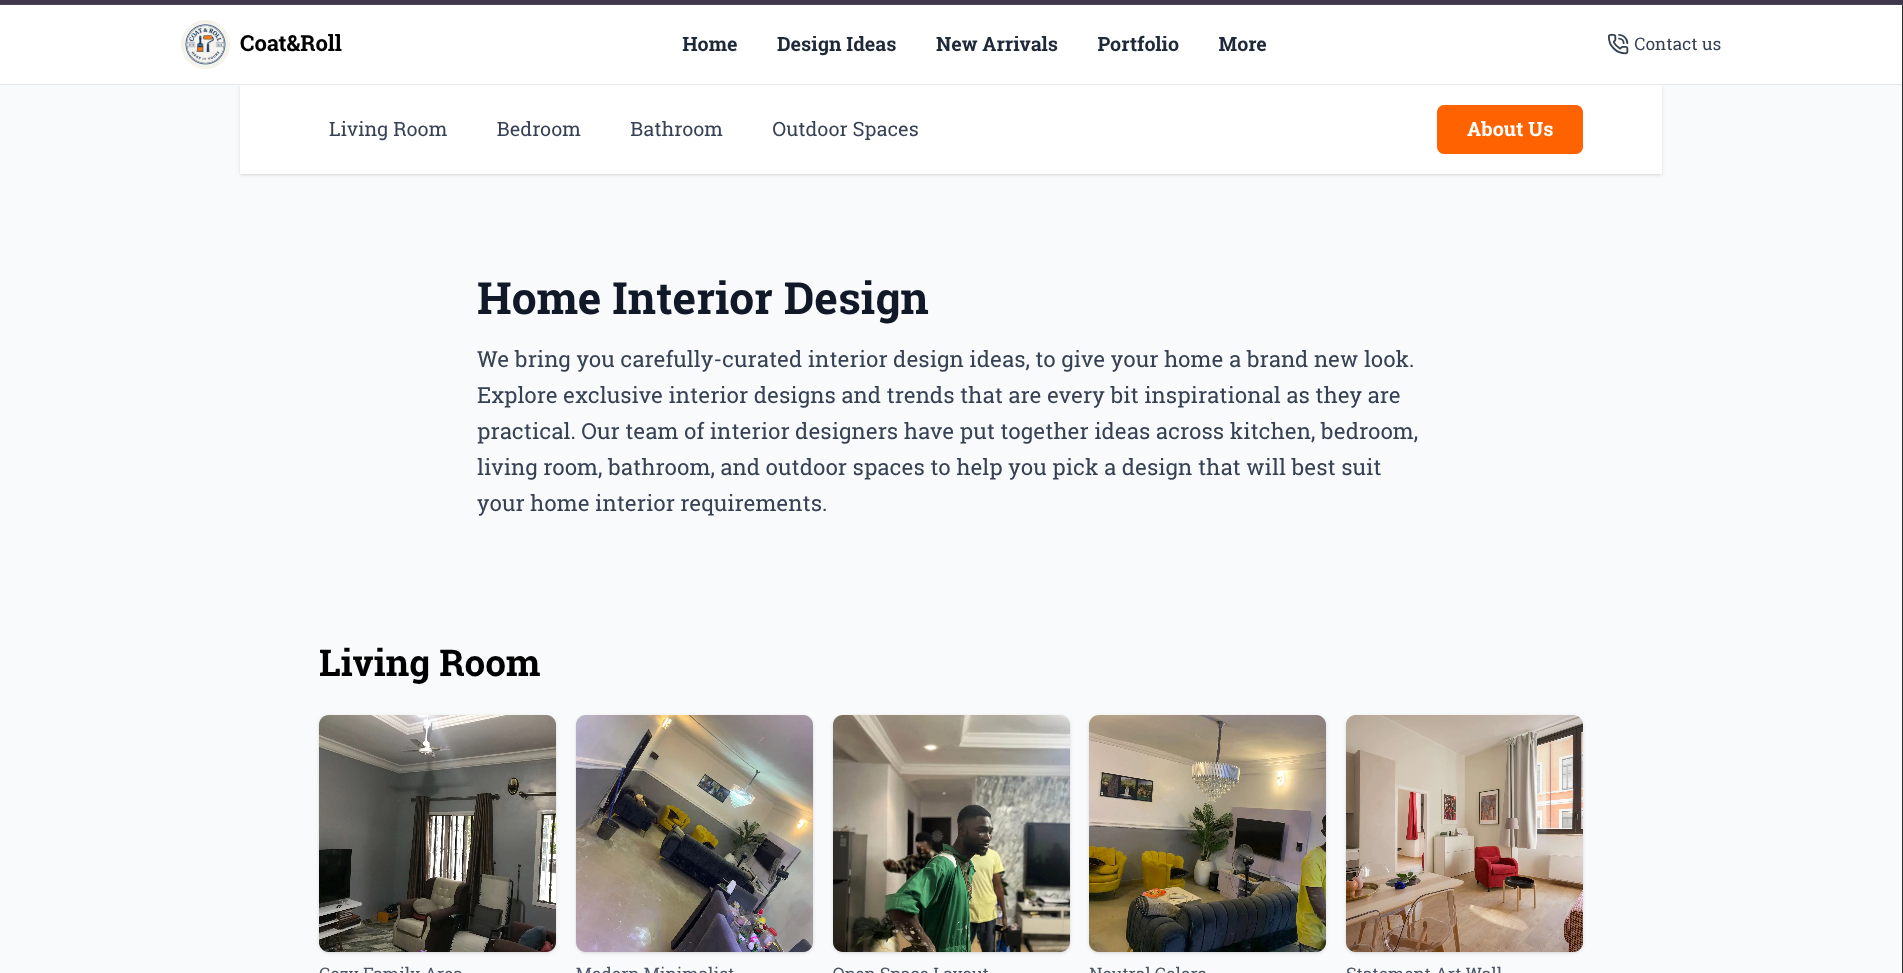 COAT & ROLL
Coat&Roll
Home
Design Ideas
New Arrivals
Portfolio
More
Contact us
Living Room
Bedroom
Bathroom
Outdoor Spaces
About Us
Home Interior Design
We bring you carefully-curated interior design ideas, to give your home a brand new look.
Explore exclusive interior designs and trends that are every bit inspirational as they are
practical. Our team of interior designers have put together ideas across kitchen, bedroom,
living room, bathroom, and outdoor spaces to help you pick a design that will best suit
your home interior requirements.
Living Room
Cozy Family Area
Modern Minimalist
Open Space Layout
Neutral Colors
Statement Art Wall